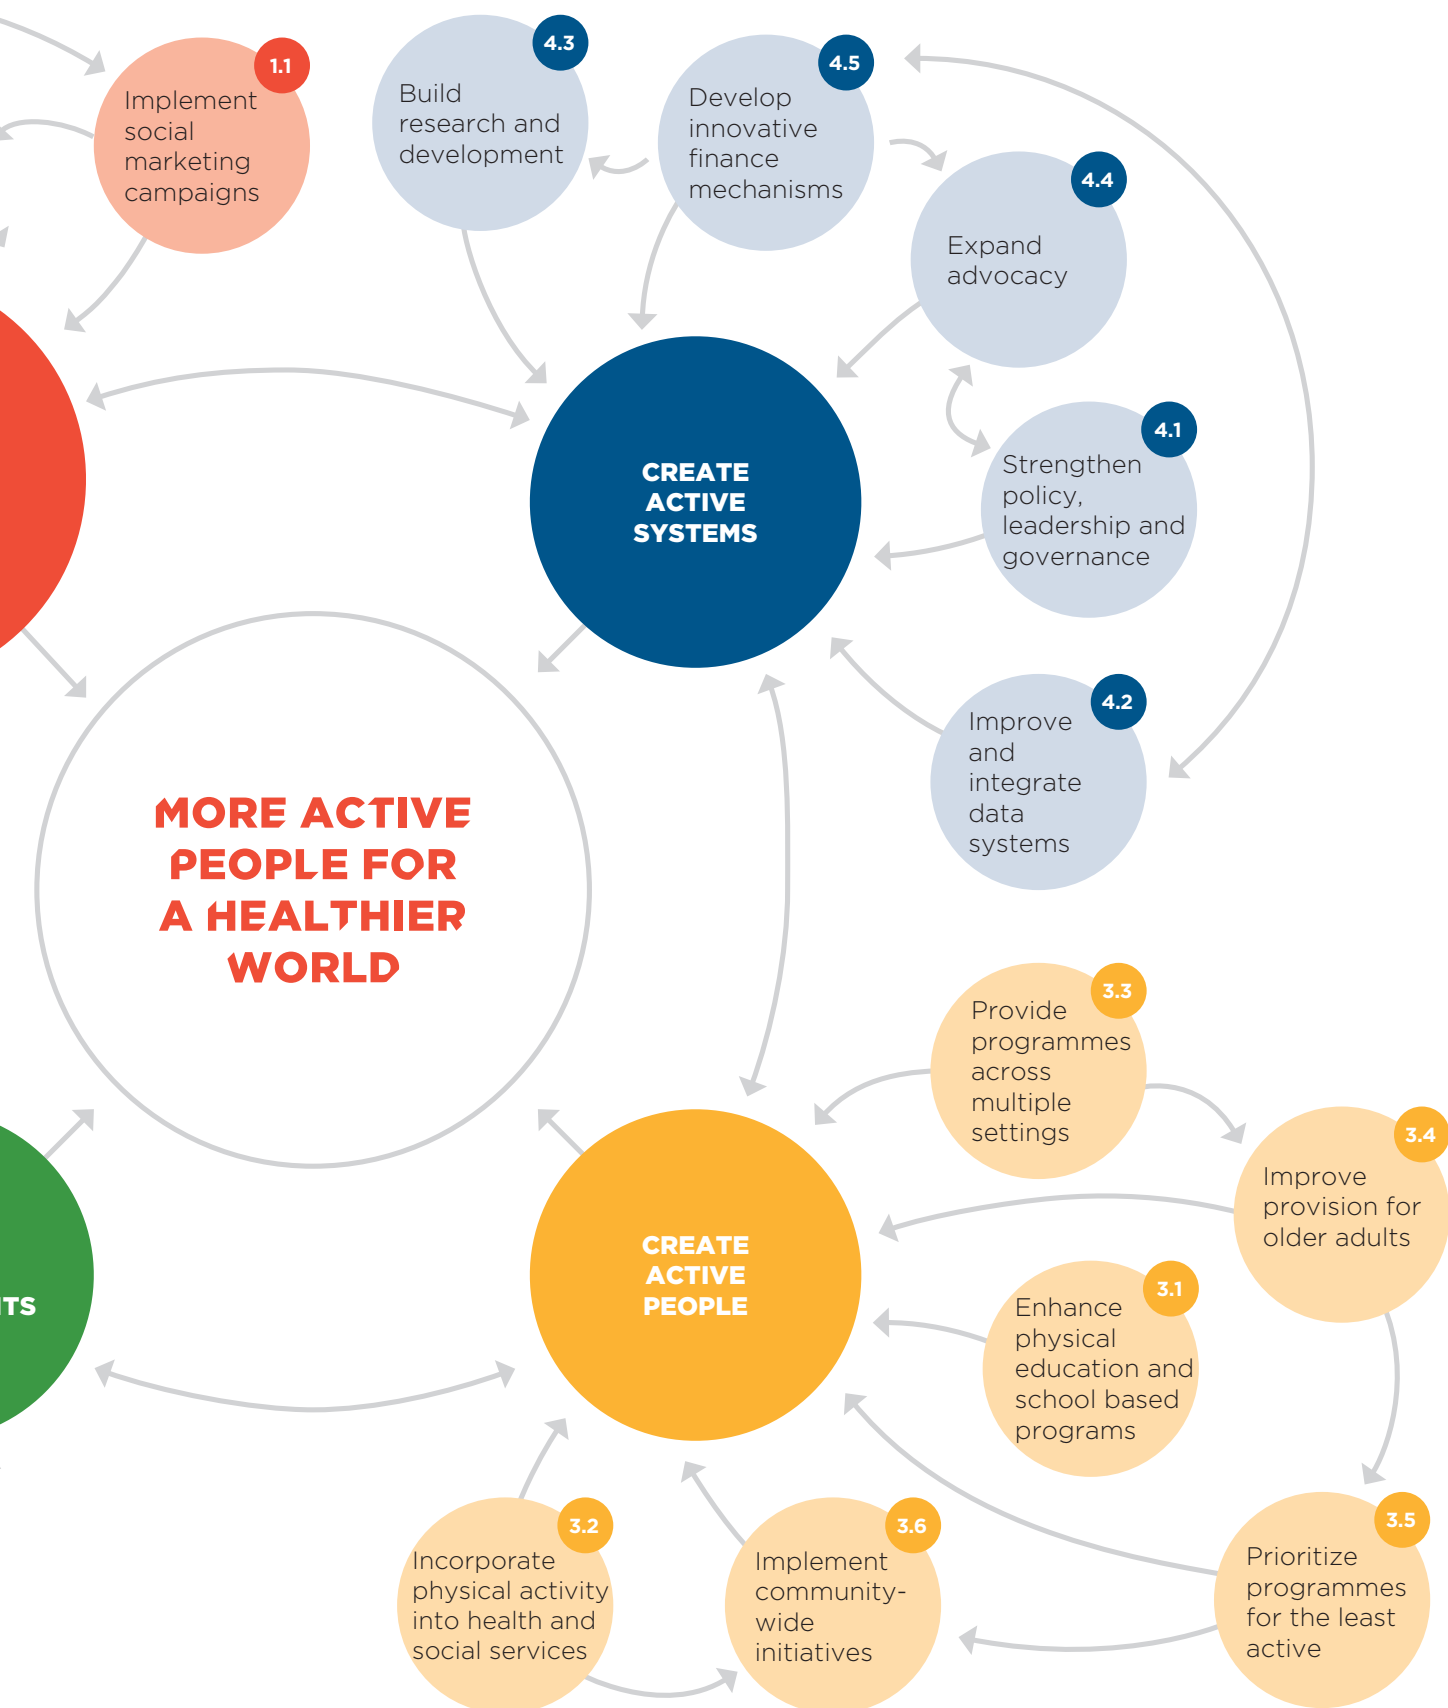 1.1
Implement
social
marketing
campaigns
4.3
Build
research and
development
4.5
Develop
innovative
finance
mechanisms
4.4
Expand
advocacy
4.1
Strengthen
policy,
leadership and
governance
CREATE
ACTIVE
SYSTEMS
4.2
Improve
and
integrate
data
systems
MORE ACTIVE
PEOPLE FOR
A HEALTHIER
WORLD
3.3
Provide
programmes
across
multiple
settings
3.4
Improve
provision for
older adults
CREATE
ACTIVE
PEOPLE
3.1
Enhance
physical
education and
school based
programs
3.2
Incorporate
physical activity
into health and
social services
3.6
Implement
community-
wide
initiatives
3.5
Prioritize
programmes
for the least
active